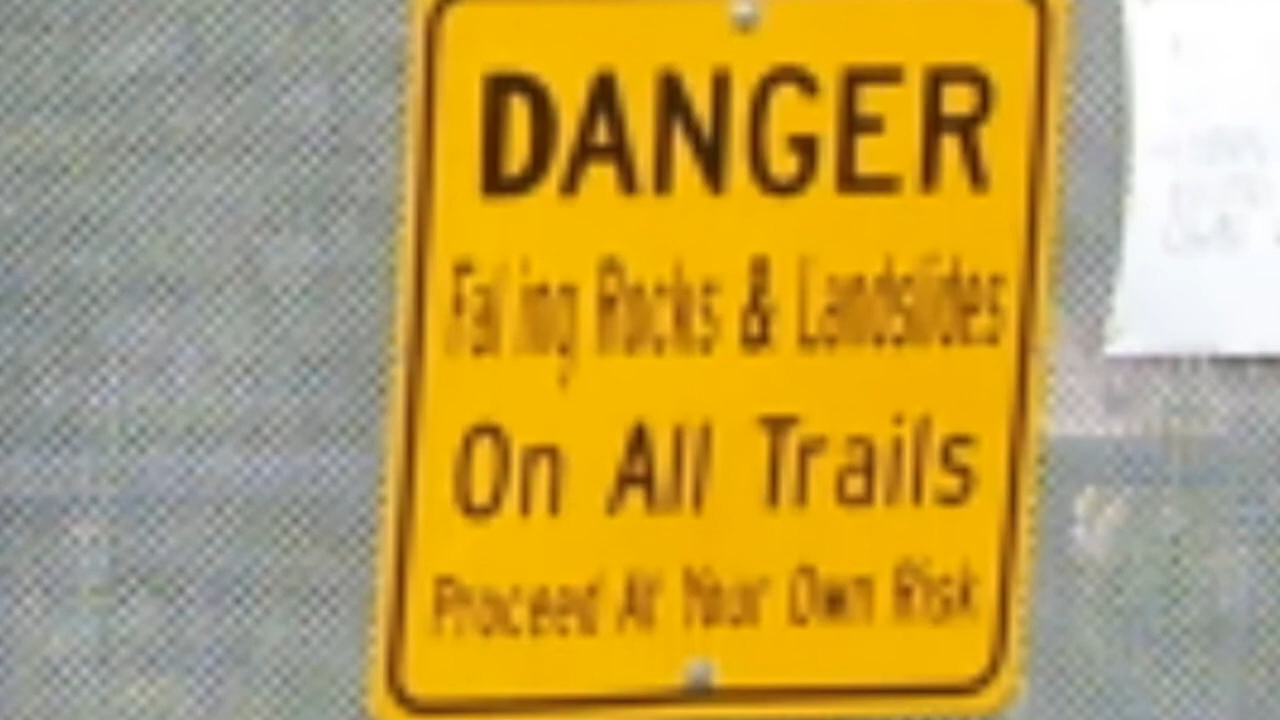 DANGER
Falling Rocks & Landslides
On All Trails
Proceed At Your Own Risk